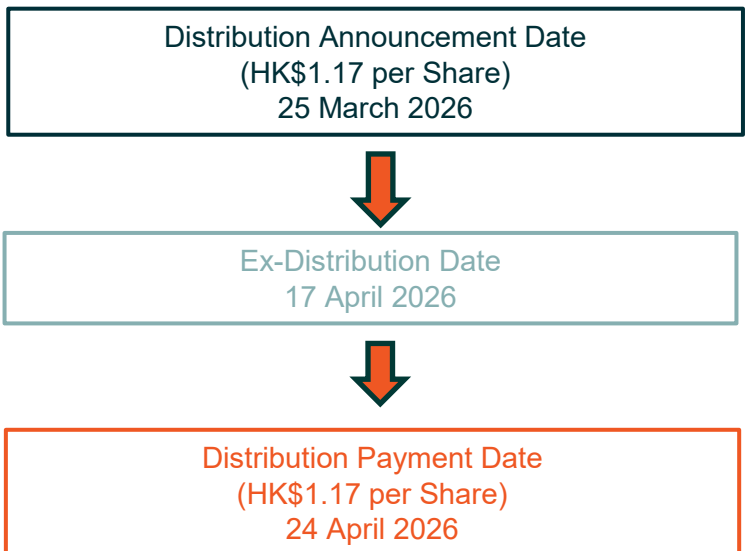 Distribution Announcement Date
(HK$1.17 per Share)
25 March 2026
Ex-Distribution Date
17 April 2026
Distribution Payment Date
(HK$1.17 per Share)
24 April 2026